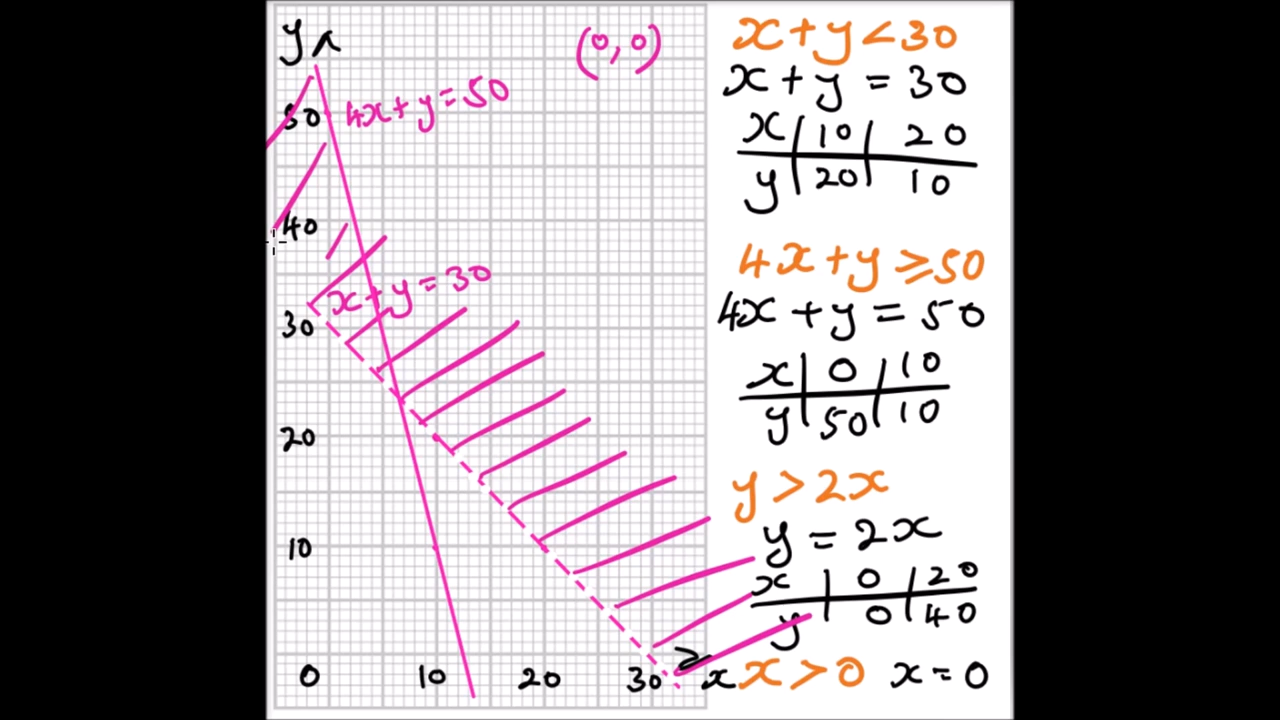 y
(0,0)
50
4x+y=50
40
x+y=30
30
20
10
0 10 20 30 x
x+y<30
x+y=30
x | 10 | 20
y | 20 | 10
4x+y≥50
4x+y=50
x | 0 | 10
y | 50 | 10
y>2x
y=2x
x | 0 | 20
y | 0 | 40
x>0 x=0